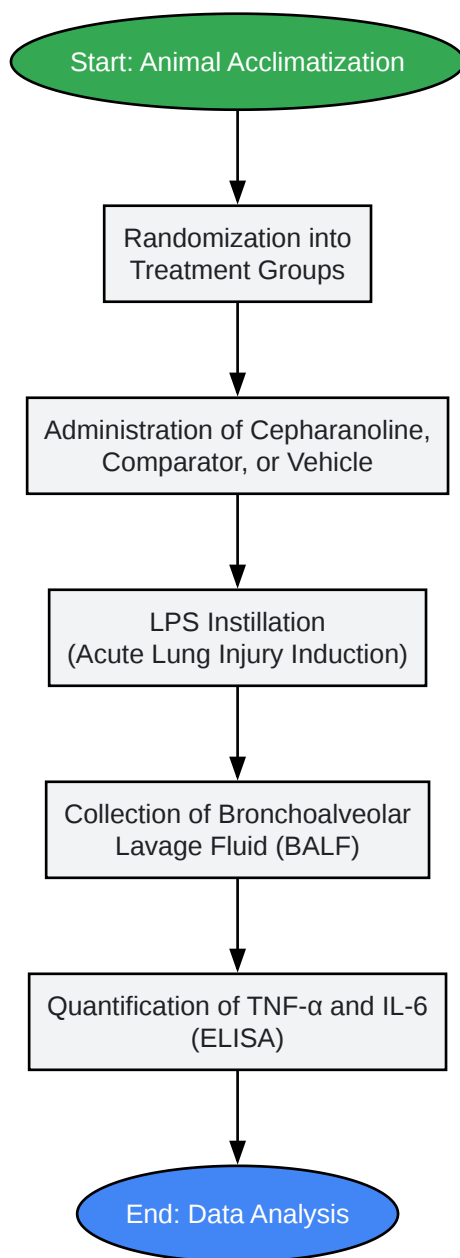 Start: Animal Acclimatization
Randomization into
Treatment Groups
Administration of Cepharanoline,
Comparator, or Vehicle
LPS Instillation
(Acute Lung Injury Induction)
Collection of Bronchoalveolar
Lavage Fluid (BALF)
Quantification of TNF-α and IL-6
(ELISA)
End: Data Analysis